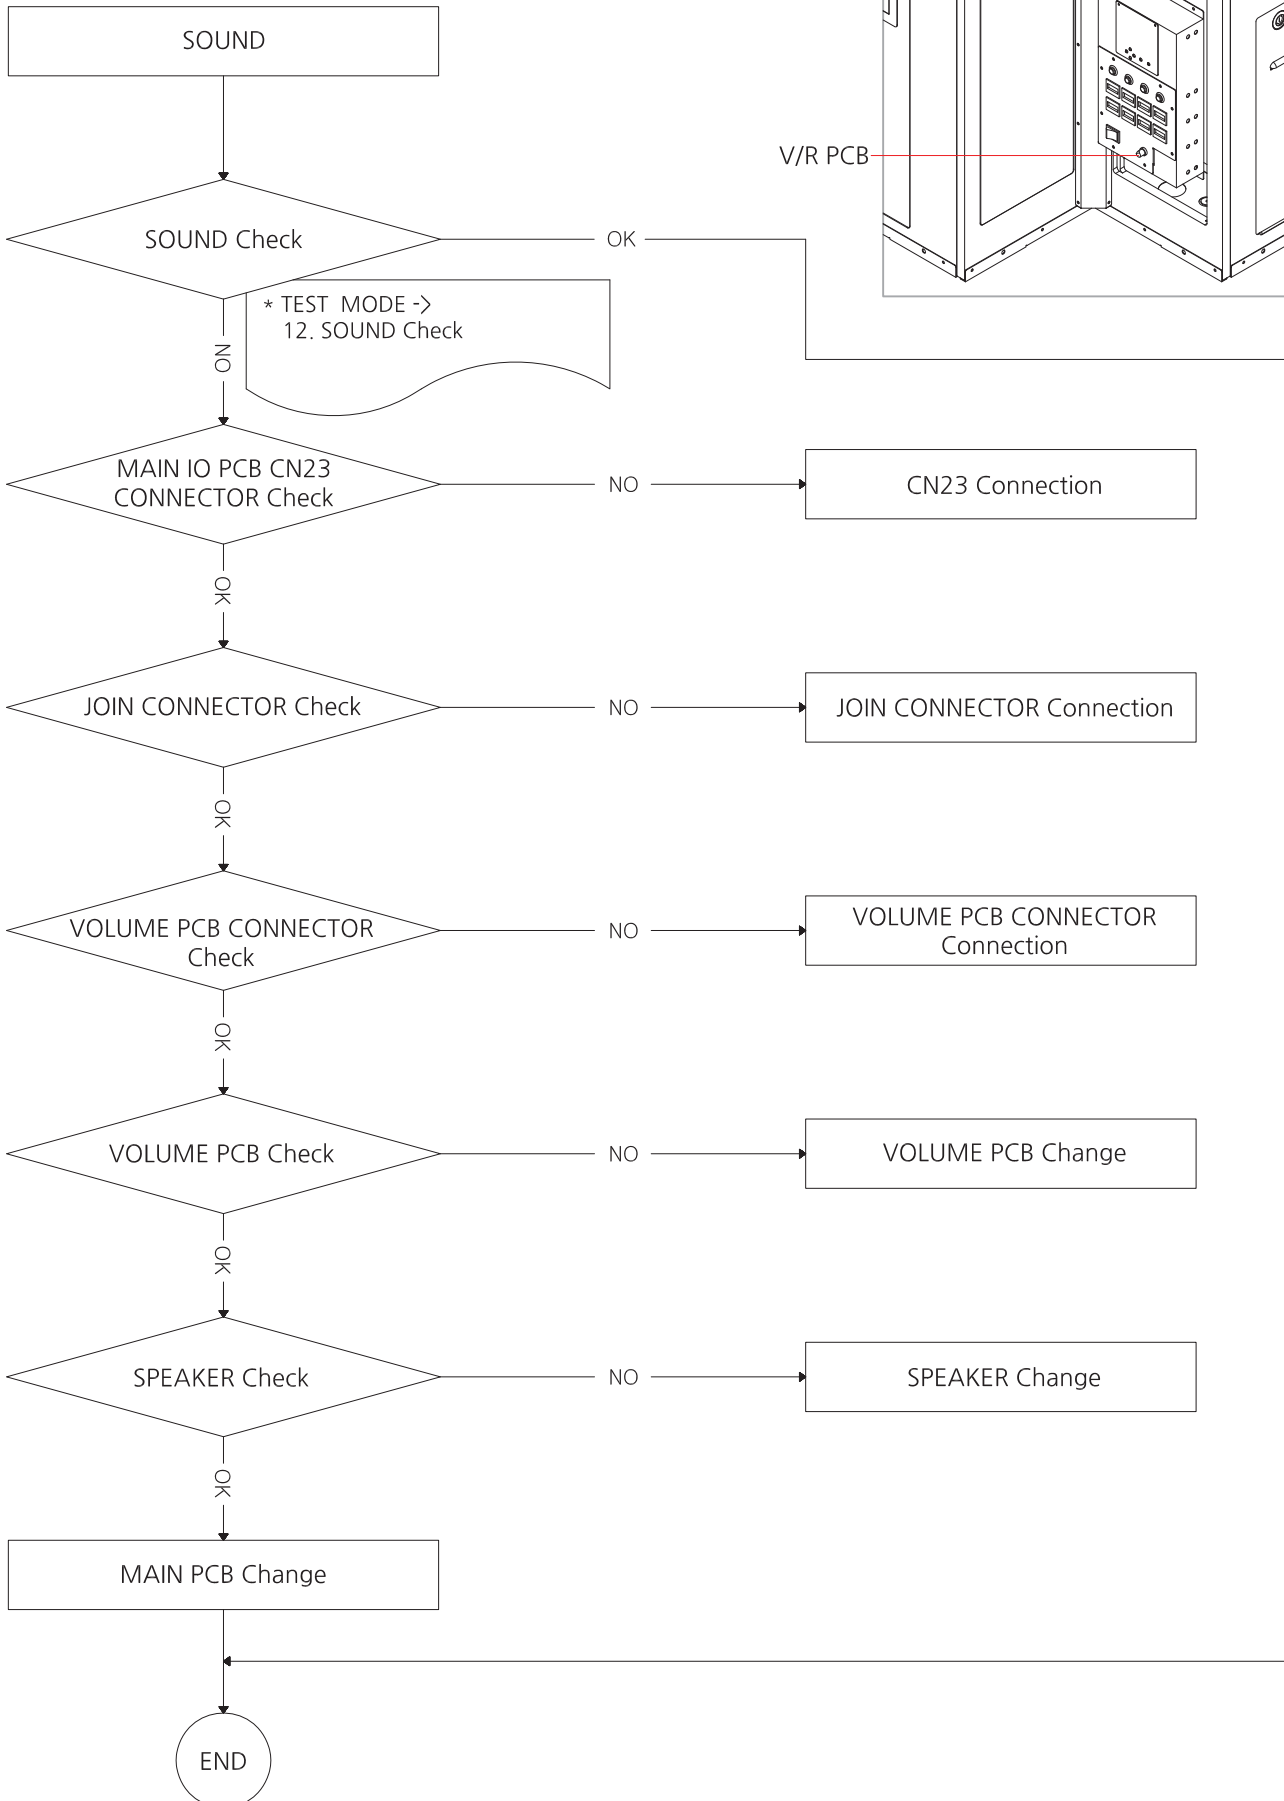 SOUND
V/R PCB
SOUND Check
OK
* TEST MODE ->
12. SOUND Check
NO
MAIN IO PCB CN23
CONNECTOR Check
NO
CN23 Connection
OK
JOIN CONNECTOR Check
NO
JOIN CONNECTOR Connection
OK
VOLUME PCB CONNECTOR
Check
NO
VOLUME PCB CONNECTOR
Connection
OK
VOLUME PCB Check
NO
VOLUME PCB Change
OK
SPEAKER Check
NO
SPEAKER Change
OK
MAIN PCB Change
END